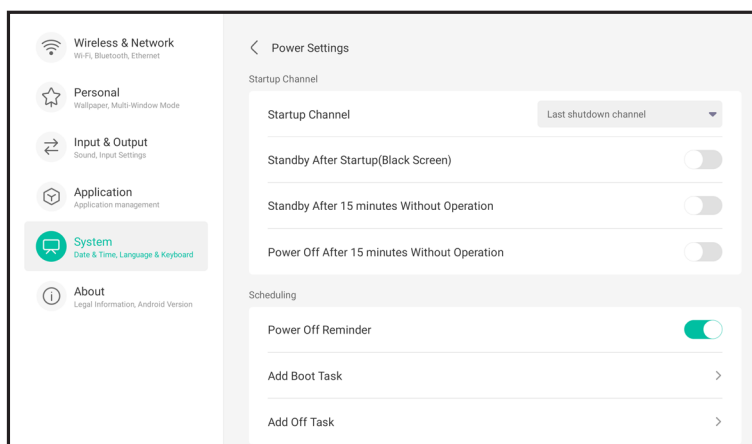 Wireless & Network
Wi-Fi, Bluetooth, Ethernet
Personal
Wallpaper, Multi-Window Mode
Input & Output
Sound, Input Settings
Application
Application management
System
Date & Time, Language & Keyboard
About
Legal Information, Android Version
Power Settings
Startup Channel
Startup Channel
Last shutdown channel
Standby After Startup(Black Screen)
Standby After 15 minutes Without Operation
Power Off After 15 minutes Without Operation
Scheduling
Power Off Reminder
Add Boot Task
Add Off Task